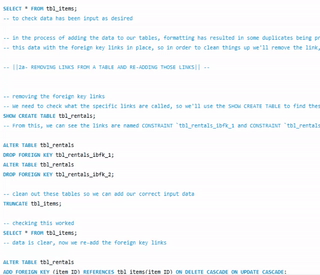 SELECT * FROM tbl_items;
-- to check data has been input as desired
-- in the process of adding the data to our tables, formatting has resulted in some duplicates being pr
-- this data with the foreign key links in place, so in order to clean things up we'll remove the link,
-- ||2a- REMOVING LINKS FROM A TABLE AND RE-ADDING THOSE LINKS|| --
-- removing the foreign key links
-- we need to check what the specific links are called, so we'll use the SHOW CREATE TABLE to find thes
SHOW CREATE TABLE tbl_rentals;
-- From this, we can see the links are named CONSTRAINT `tbl_rentals_ibfk_1 and CONSTRAINT `tbl_rentals
ALTER TABLE tbl_rentals
DROP FOREIGN KEY tbl_rentals_ibfk_1;
ALTER TABLE tbl_rentals
DROP FOREIGN KEY tbl_rentals_ibfk_2;
-- clean out these tables so we can add our correct input data
TRUNCATE tbl_items;
-- checking this worked
SELECT * FROM tbl_items;
-- data is clear, now we re-add the foreign key links
ALTER TABLE tbl_rentals
ADD FOREIGN KEY (item_ID) REFERENCES tbl_items(item_ID) ON DELETE CASCADE ON UPDATE CASCADE;